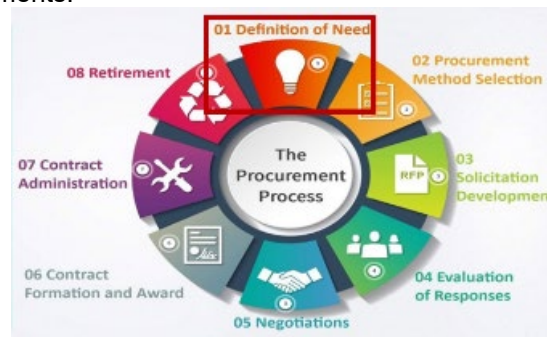 01 Definition of Need
02 Procurement
Method Selection
03
Solicitation
Development
04 Evaluation
of Responses
05 Negotiations
06 Contract
Formation and Award
07 Contract
Administration
08 Retirement
The
Procurement
Process
RFP